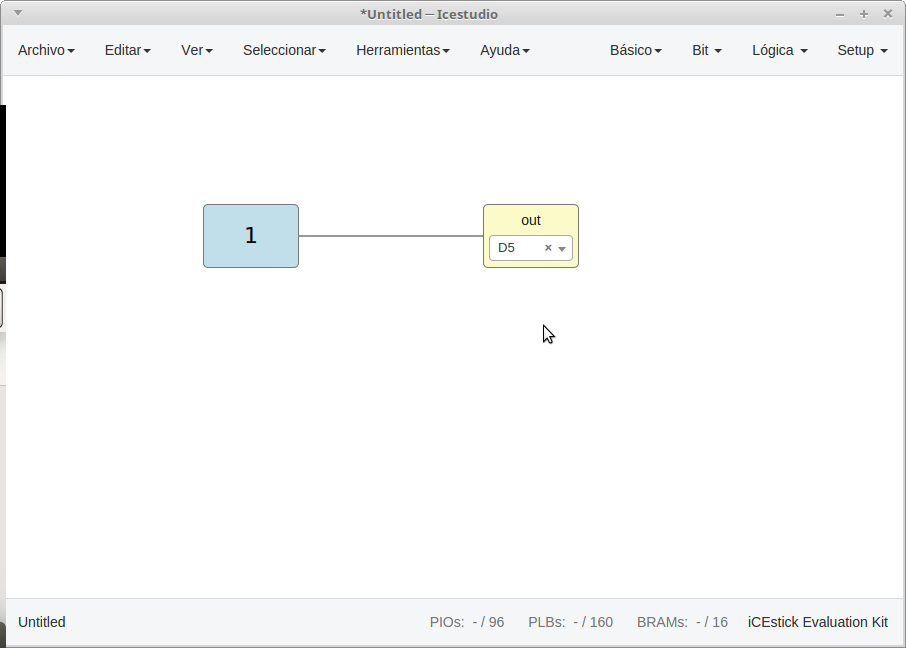 *Untitled — Icestudio
Archivo Editar Ver Seleccionar Herramientas Ayuda Básico Bit Lógica Setup
1
out
D5
Untitled PIOs: - / 96 PLBs: - / 160 BRAMs: - / 16 iCEstick Evaluation Kit